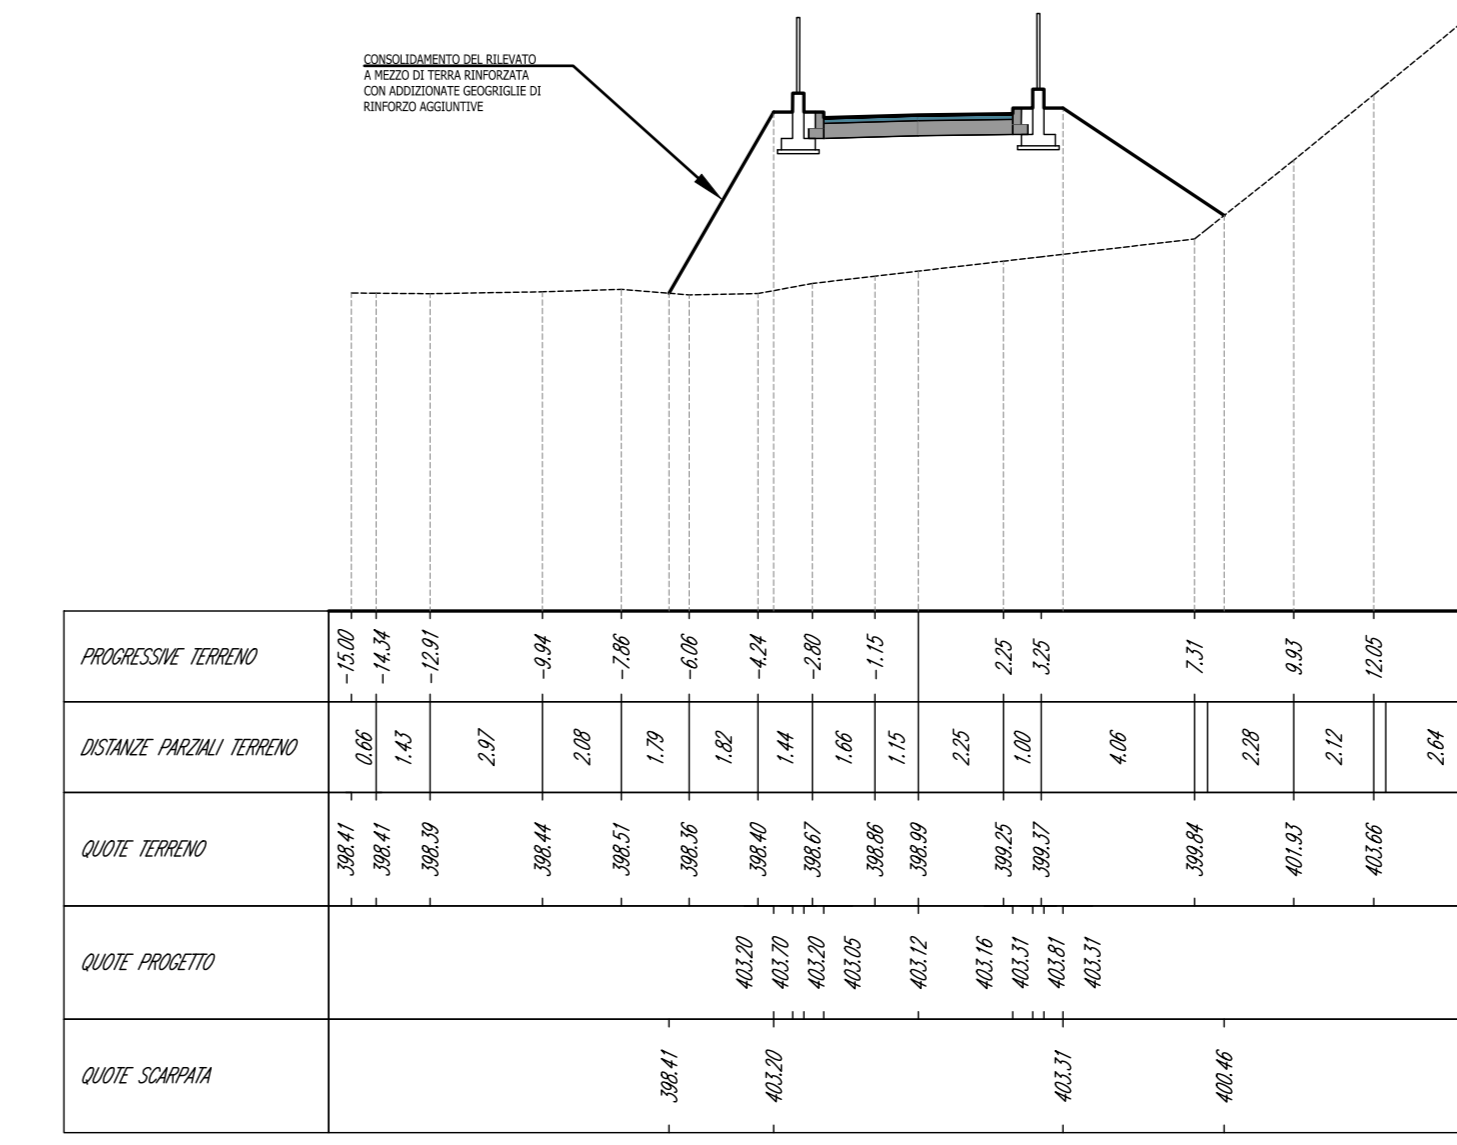 CONSOLIDAMENTO DEL RILEVATO
A MEZZO DI TERRA RINFORZATA
CON ADDIZIONATE GEOGRIGLIE DI
RINFORZO AGGIUNTIVE
PROGRESSIVE TERRENO -15.00 -14.34 -12.91 -9.94 -7.86 -6.06 -4.24 -2.80 -1.15 2.25 3.25 7.31 9.93 12.05
DISTANZE PARZIALI TERRENO 0.66 1.43 2.97 2.08 1.79 1.82 1.44 1.66 1.15 2.25 1.00 4.06 2.28 2.12 2.64
QUOTE TERRENO 398.41 398.41 398.39 398.44 398.51 398.36 398.40 398.67 398.86 398.99 399.25 399.37 399.84 401.93 403.66
QUOTE PROGETTO 403.20 403.70 403.20 403.05 403.12 403.16 403.31 403.81 403.31
QUOTE SCARPATA 398.41 403.20 403.31 400.46